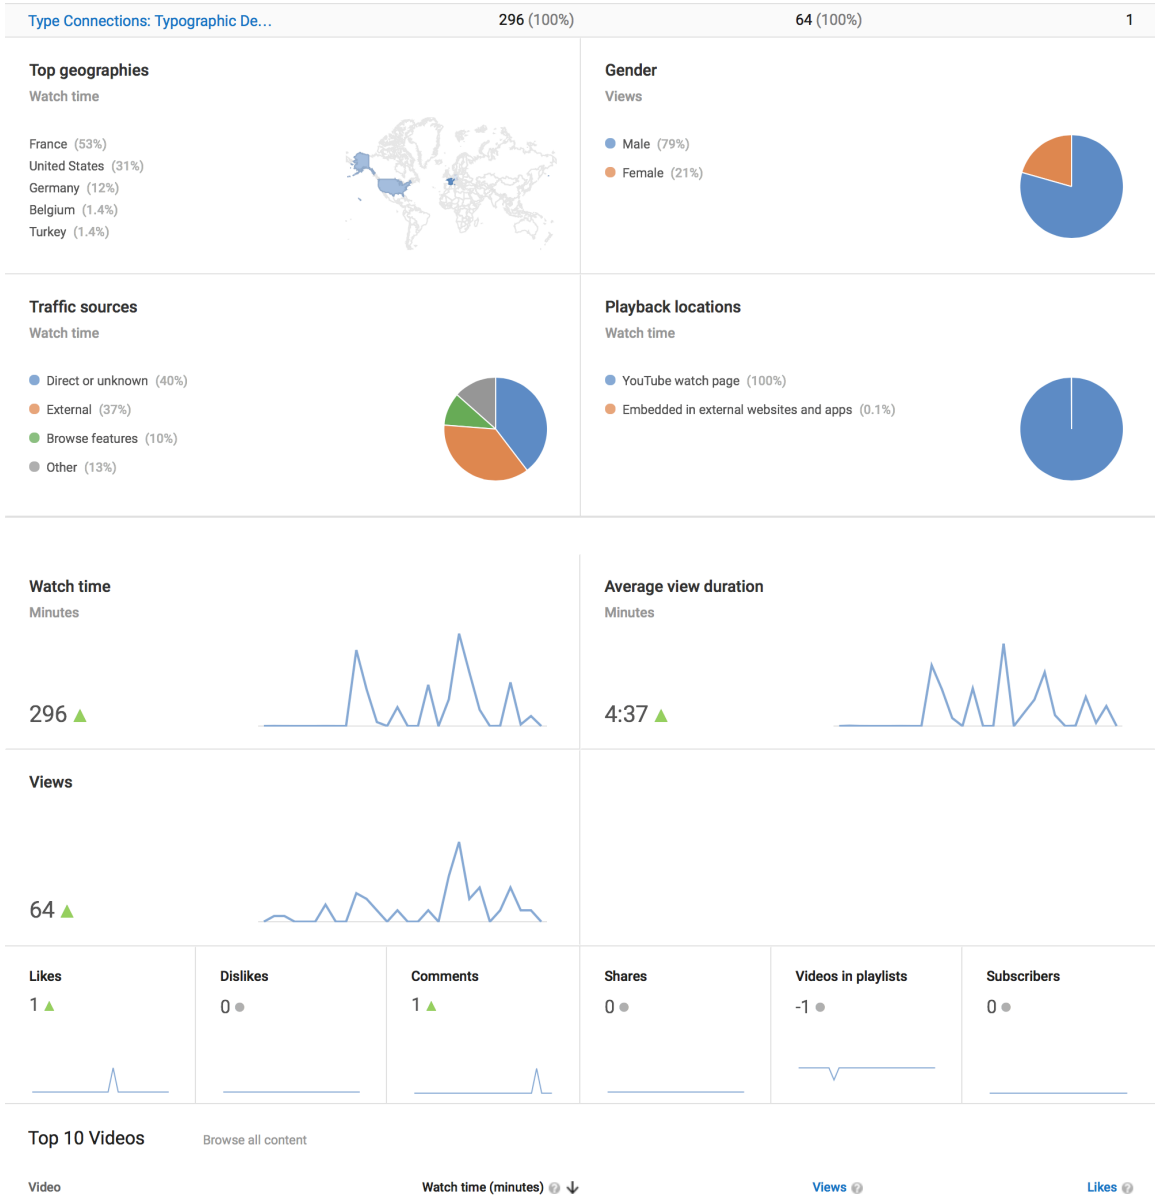 Type Connections: Typographic De... 296 (100%) 64 (100%) 1
Top geographies
Watch time
France (53%)
United States (31%)
Germany (12%)
Belgium (1.4%)
Turkey (1.4%)
Gender
Views
Male (79%)
Female (21%)
Traffic sources
Watch time
Direct or unknown (40%)
External (37%)
Browse features (10%)
Other (13%)
Playback locations
Watch time
YouTube watch page (100%)
Embedded in external websites and apps (0.1%)
Watch time
Minutes
296
Average view duration
Minutes
4:37
Views
64
Likes
1
Dislikes
0
Comments
1
Shares
0
Videos in playlists
-1
Subscribers
0
Top 10 Videos Browse all content
Video Watch time (minutes) ? Views ? Likes ?